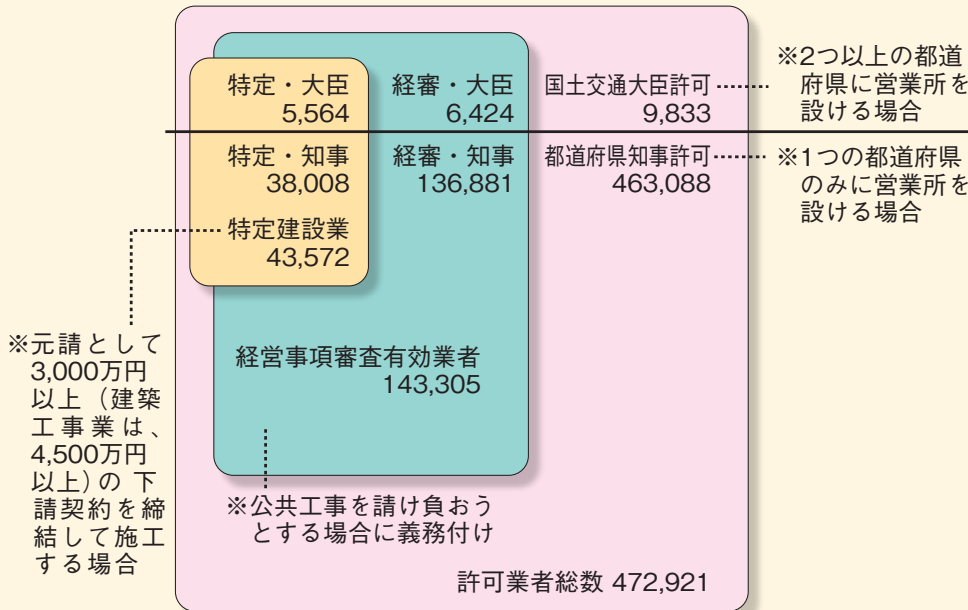 特定・大臣
5,564
経審・大臣
6,424
国土交通大臣許可
9,833
※2つ以上の都道
府県に営業所を
設ける場合
特定・知事
38,008
経審・知事
136,881
都道府県知事許可
463,088
※1つの都道府県
のみに営業所を
設ける場合
特定建設業
43,572
※元請として
3,000万円
以上（建築
工事業は、
4,500万円
以上）の 下
請契約を締
結して施工
する場合
経営事項審査有効業者
143,305
※公共工事を請け負おう
とする場合に義務付け
許可業者総数 472,921